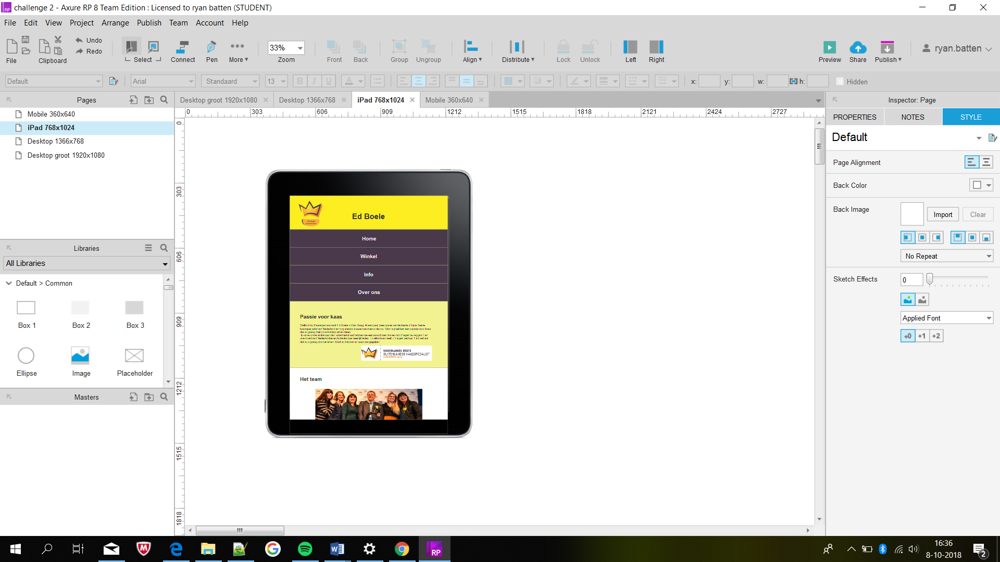 challenge 2 - Axure RP 8 Team Edition : Licensed to ryan batten (STUDENT)
File Edit View Project Arrange Publish Team Account Help
Undo
Redo
File Clipboard Select Connect Pen More 33% Zoom Front Back Group Ungroup Align Distribute Lock Unlock Left Right Preview Share Publish ryan.batten
Default Arial Standaard 13 B I U A x: y: w: h: Hidden
Pages
Mobile 360x640
iPad 768x1024
Desktop 1366x768
Desktop groot 1920x1080
Libraries
All Libraries
Default > Common
Box 1 Box 2 Box 3
Ellipse Image Placeholder
Masters
Desktop groot 1920x1080 Desktop 1366x768 iPad 768x1024 Mobile 360x640
0 303 606 909 1212 1515 1818 2121 2424 2727
0
303
606
909
1212
1515
1818
Ed Boele
Ed Boele
Home
Winkel
Info
Over ons
Passie voor kaas
NEDERLANDS BESTE
BUITENLANDSE KAASSPECIALIST
Het team
Inspector: Page
PROPERTIES NOTES STYLE
Default
Page Alignment
Back Color
Back Image Import Clear
No Repeat
Sketch Effects 0
Applied Font
+0 +1 +2
RP
16:36
8-10-2018
2